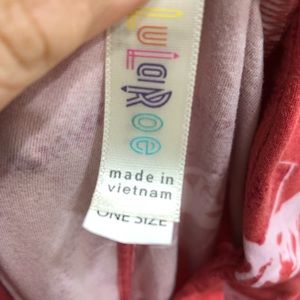 LuLaRoe
made in
vietnam
ONE SIZE